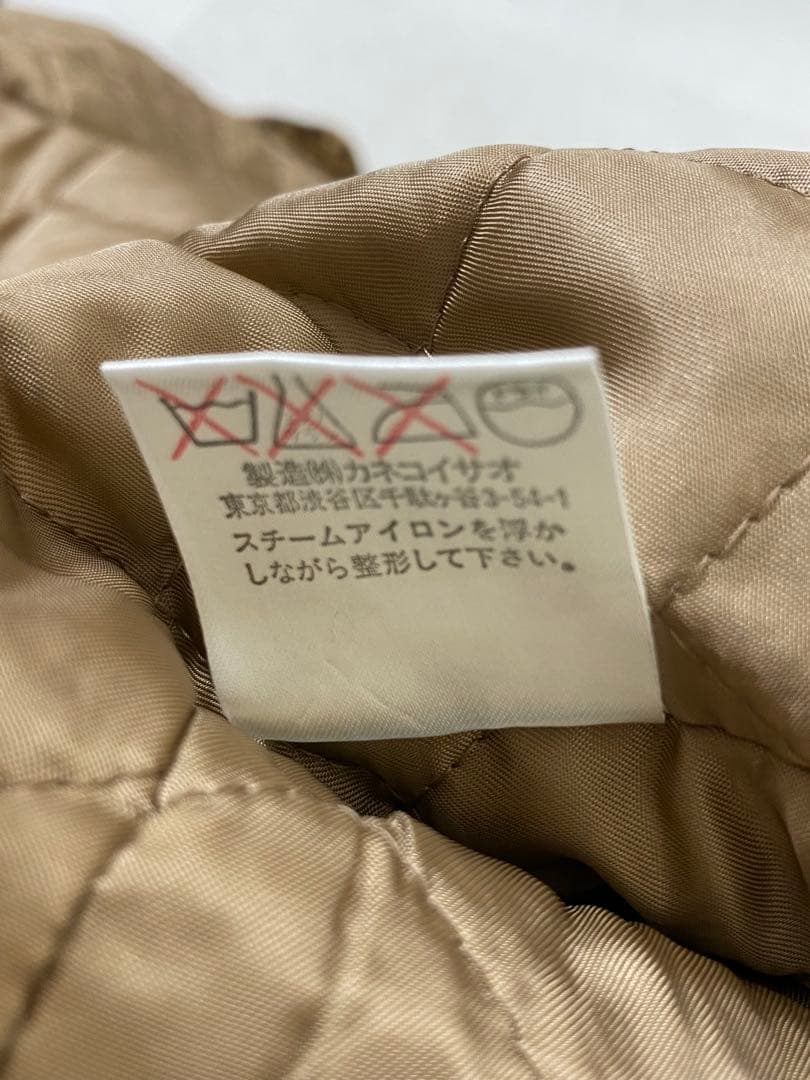 製造㈱カネコイサオ
東京都渋谷区千駄ヶ谷3-54-1
スチームアイロンを浮か
しながら整形して下さい。